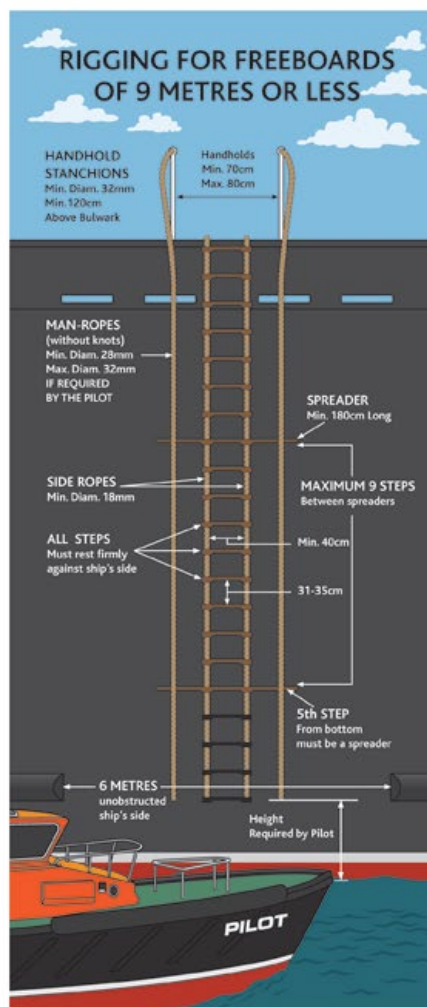 RIGGING FOR FREEBOARDS
OF 9 METRES OR LESS
HANDHOLD
STANCHIONS
Min. Diam. 32mm
Min. 120cm
Above Bulwark
Handholds
Min. 70cm
Max. 80cm
MAN-ROPES
(without knots)
Min. Diam. 28mm
Max. Diam. 32mm
IF REQUIRED
BY THE PILOT
SPREADER
Min. 180cm Long
SIDE ROPES
Min. Diam. 18mm
MAXIMUM 9 STEPS
Between spreaders
ALL STEPS
Must rest firmly
against ship's side
Min. 40cm
31-35cm
5th STEP
From bottom
must be a spreader
6 METRES
unobstructed
ship's side
Height
Required by Pilot
PILOT